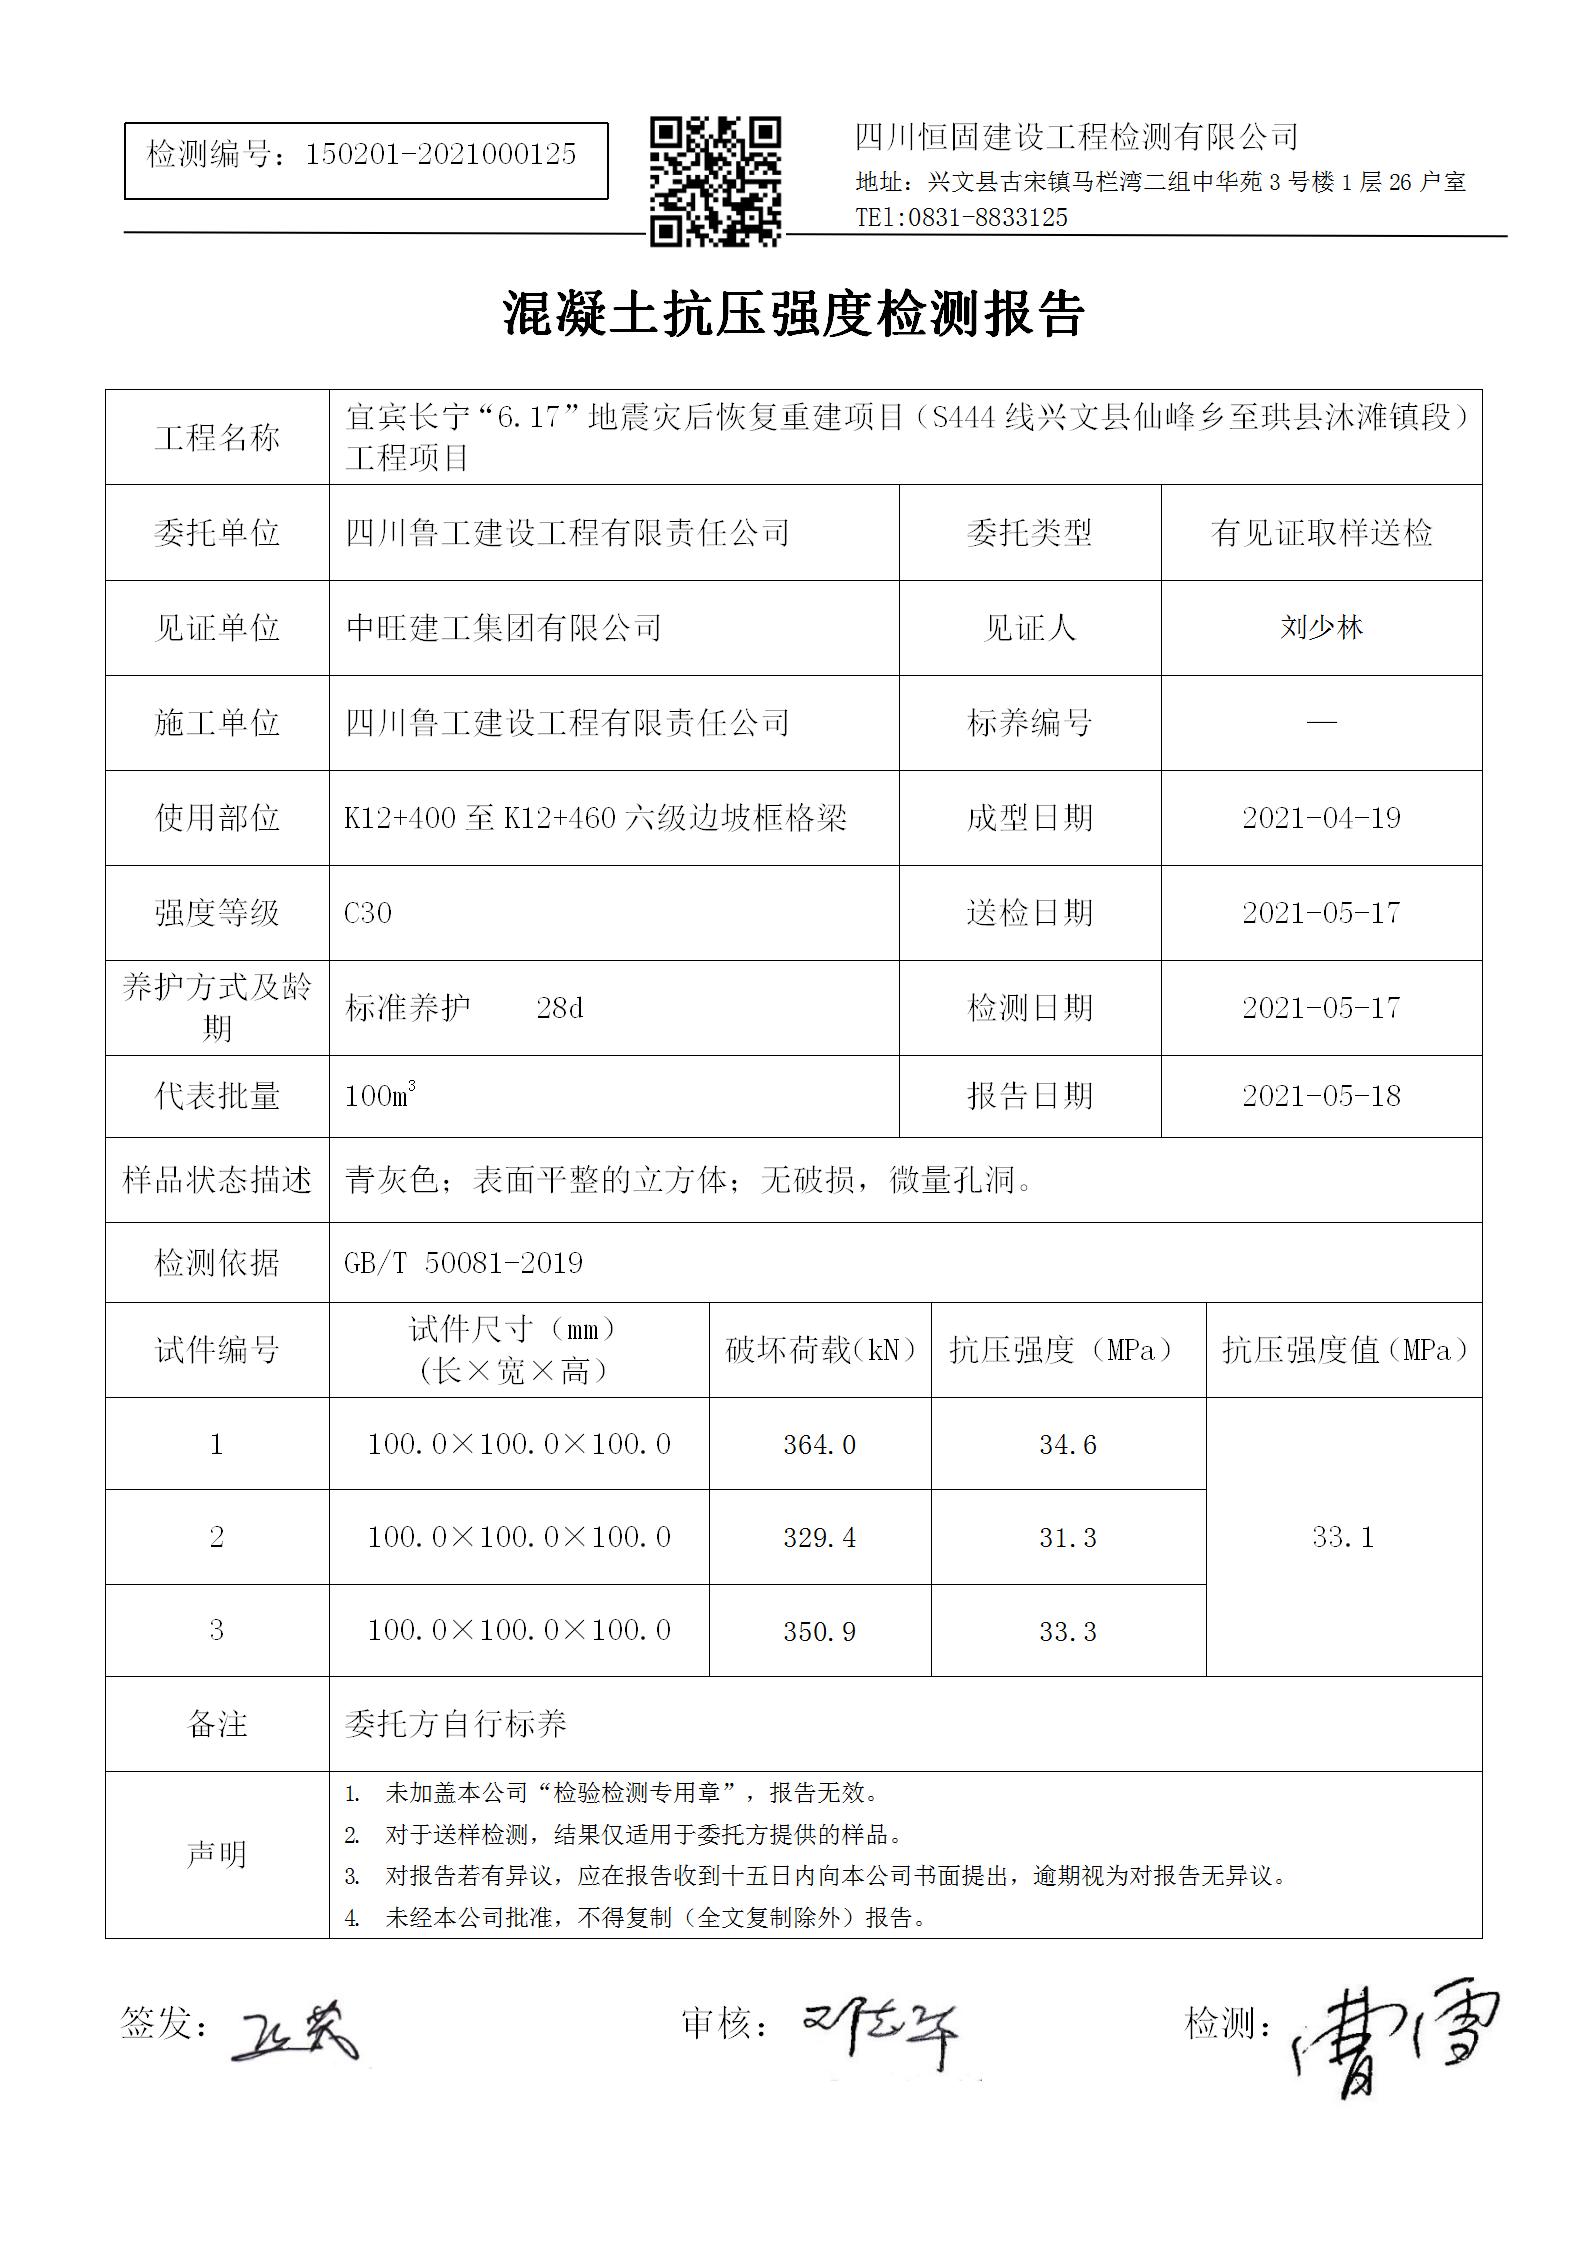 检测编号：150201-2021000125
四川恒固建设工程检测有限公司
地址：兴文县古宋镇马栏湾二组中华苑 3 号楼 1 层 26 户室
TEl:0831-8833125
混凝土抗压强度检测报告
工程名称
宜宾长宁“6.17”地震灾后恢复重建项目（S444 线兴文县仙峰乡至珙县沐滩镇段）
工程项目
委托单位
四川鲁工建设工程有限责任公司
委托类型
有见证取样送检
见证单位
中旺建工集团有限公司
见证人
刘少林
施工单位
四川鲁工建设工程有限责任公司
标养编号
—
使用部位
K12+400 至 K12+460 六级边坡框格梁
成型日期
2021-04-19
强度等级
C30
送检日期
2021-05-17
养护方式及龄
期
标准养护 28d
检测日期
2021-05-17
代表批量
100m³
报告日期
2021-05-18
样品状态描述
青灰色；表面平整的立方体；无破损，微量孔洞。
检测依据
GB/T 50081-2019
试件编号
试件尺寸（mm）
(长×宽×高）
破坏荷载(kN）
抗压强度（MPa）
抗压强度值(MPa）
1
100.0×100.0×100.0
364.0
34.6
2
100.0×100.0×100.0
329.4
31.3
33.1
3
100.0×100.0×100.0
350.9
33.3
备注
委托方自行标养
声明
1. 未加盖本公司“检验检测专用章”，报告无效。
2. 对于送样检测，结果仅适用于委托方提供的样品。
3. 对报告若有异议，应在报告收到十五日内向本公司书面提出，逾期视为对报告无异议。
4. 未经本公司批准，不得复制（全文复制除外）报告。
签发：
审核：
检测：曹雪